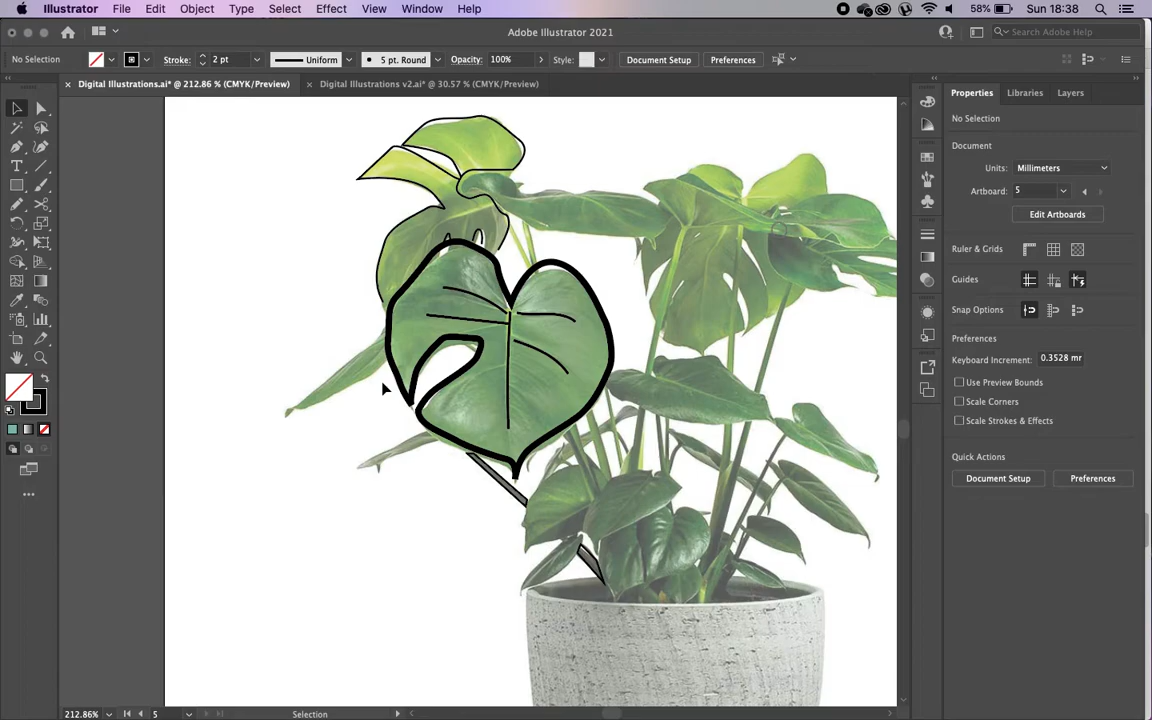 Illustrator File Edit Object Type Select Effect View Window Help 58% Sun 18:38
Adobe Illustrator 2021
Search Adobe Help
No Selection Stroke: 2 pt Uniform 5 pt. Round Opacity: 100% Style: Document Setup Preferences
Digital Illustrations.ai* @ 212.86 % (CMYK/Preview) Digital Illustrations v2.ai* @ 30.57 % (CMYK/Preview)
Properties Libraries Layers
No Selection
Document
Units: Millimeters
Artboard: 5
Edit Artboards
Ruler & Grids
Guides
Snap Options
Preferences
Keyboard Increment: 0.3528 mr
Use Preview Bounds
Scale Corners
Scale Strokes & Effects
Quick Actions
Document Setup Preferences
212.86% 5 Selection